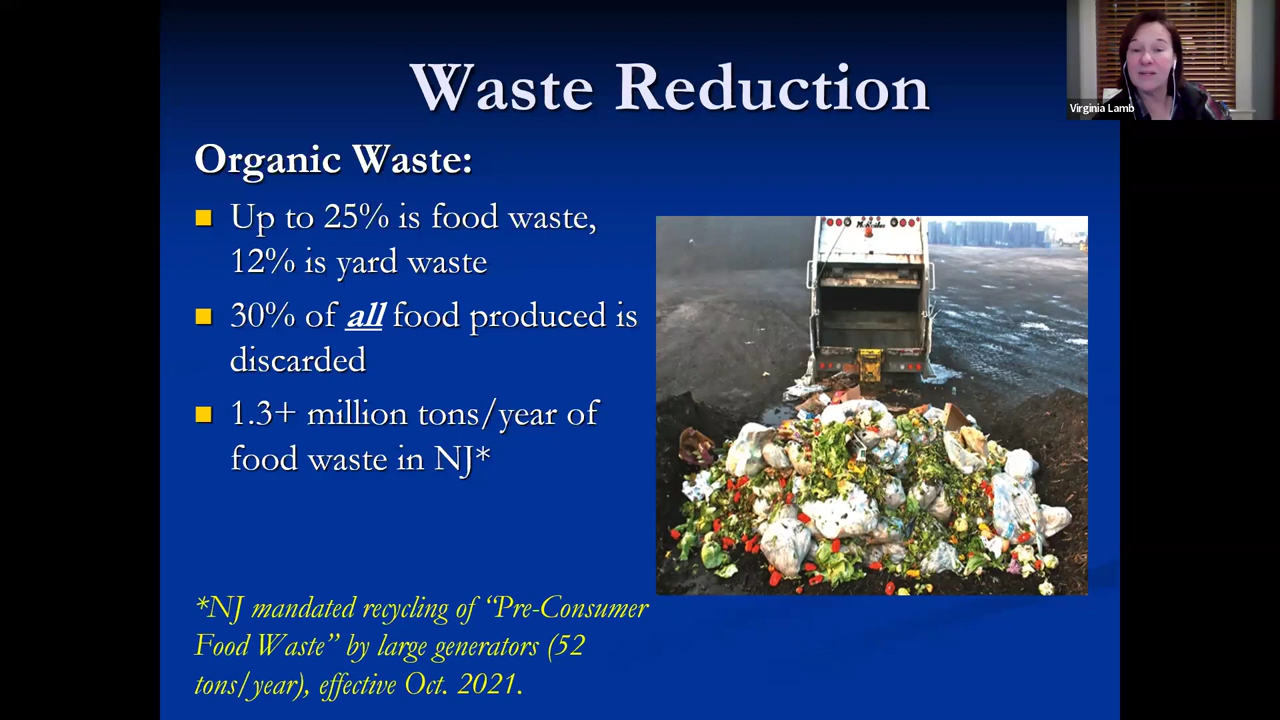 Waste Reduction
Virginia Lamb
Organic Waste:
Up to 25% is food waste,
12% is yard waste
30% of all food produced is
discarded
1.3+ million tons/year of
food waste in NJ*
*NJ mandated recycling of “Pre-Consumer
Food Waste” by large generators (52
tons/year), effective Oct. 2021.